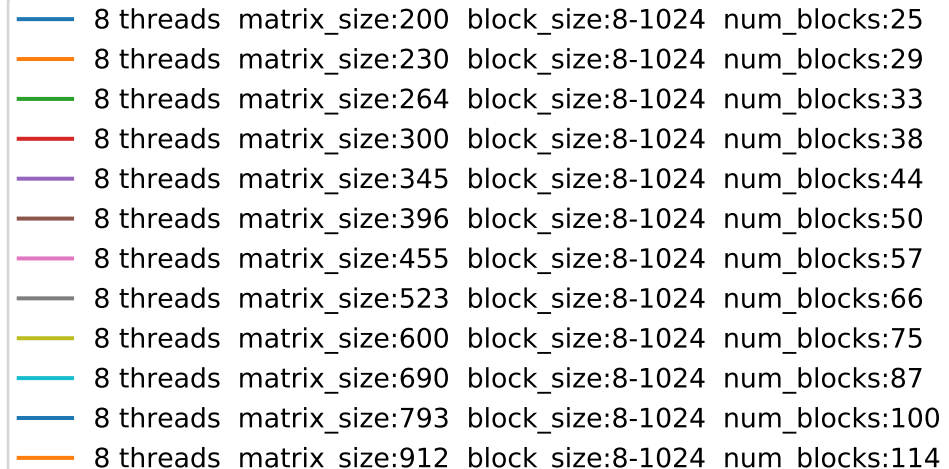 8 threads  matrix_size:200  block_size:8-1024  num_blocks:25
8 threads  matrix_size:230  block_size:8-1024  num_blocks:29
8 threads  matrix_size:264  block_size:8-1024  num_blocks:33
8 threads  matrix_size:300  block_size:8-1024  num_blocks:38
8 threads  matrix_size:345  block_size:8-1024  num_blocks:44
8 threads  matrix_size:396  block_size:8-1024  num_blocks:50
8 threads  matrix_size:455  block_size:8-1024  num_blocks:57
8 threads  matrix_size:523  block_size:8-1024  num_blocks:66
8 threads  matrix_size:600  block_size:8-1024  num_blocks:75
8 threads  matrix_size:690  block_size:8-1024  num_blocks:87
8 threads  matrix_size:793  block_size:8-1024  num_blocks:100
8 threads  matrix_size:912  block_size:8-1024  num_blocks:114